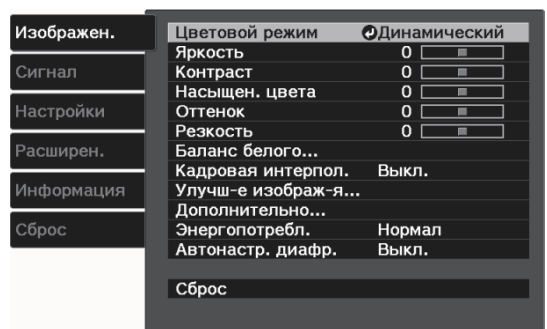 Изображен.
Сигнал
Настройки
Расширен.
Информация
Сброс
Цветовой режим Динамический
Яркость 0
Контраст 0
Насыщен. цвета 0
Оттенок 0
Резкость 0
Баланс белого...
Кадровая интерпол. Выкл.
Улучш-е изображ-я...
Дополнительно...
Энергопотребл. Нормал
Автонастр. диафр. Выкл.
Сброс